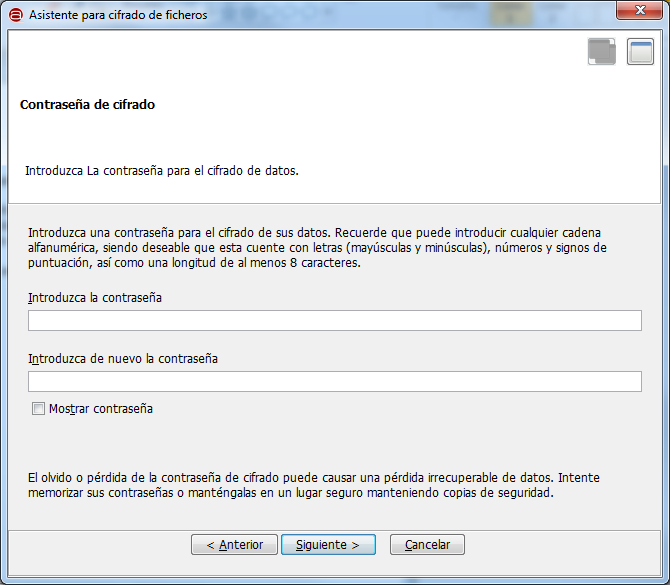 Asistente para cifrado de ficheros
Contraseña de cifrado
Introduzca La contraseña para el cifrado de datos.
Introduzca una contraseña para el cifrado de sus datos. Recuerde que puede introducir cualquier cadena
alfanumérica, siendo deseable que esta cuente con letras (mayúsculas y minúsculas), números y signos de
puntuación, así como una longitud de al menos 8 caracteres.
Introduzca la contraseña
Introduzca de nuevo la contraseña
Mostrar contraseña
El olvido o pérdida de la contraseña de cifrado puede causar una pérdida irrecuperable de datos. Intente
memorizar sus contraseñas o manténgalas en un lugar seguro manteniendo copias de seguridad.
< Anterior
Siguiente >
Cancelar